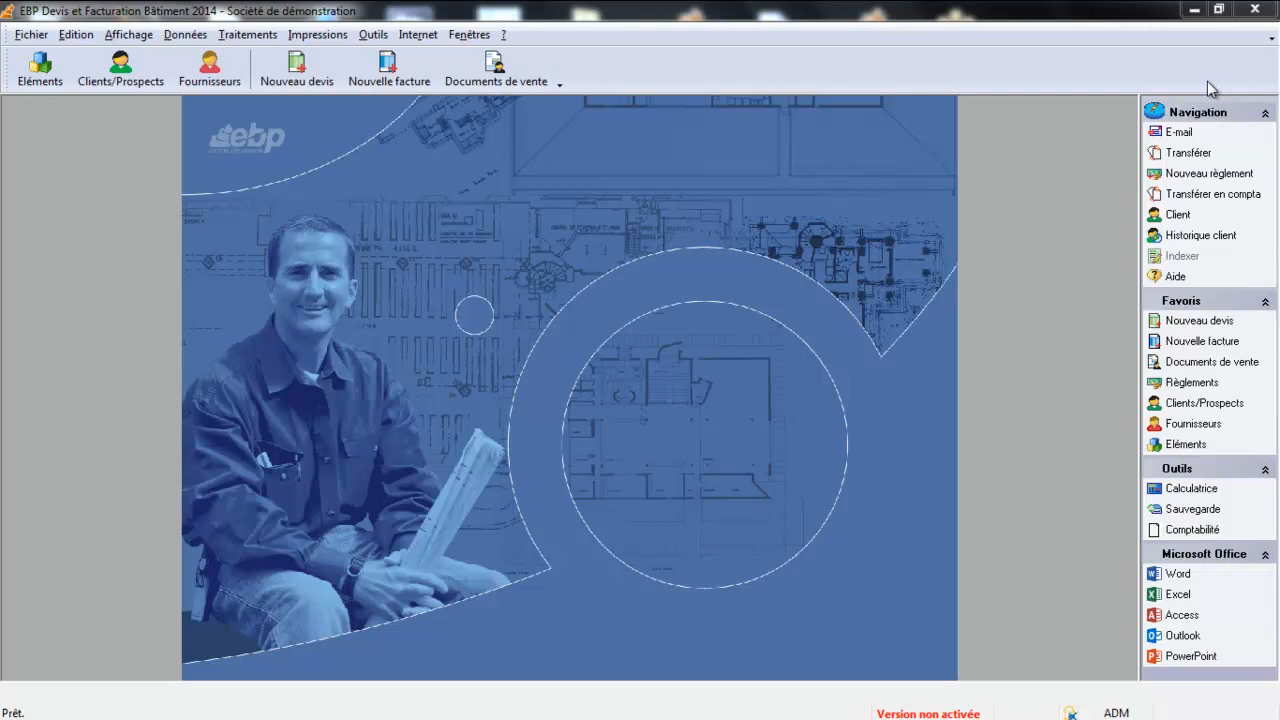 EBP Devis et Facturation Bâtiment 2014 - Société de démonstration
Fichier Edition Affichage Données Traitements Impressions Outils Internet Fenêtres ?
Eléments Clients/Prospects Fournisseurs Nouveau devis Nouvelle facture Documents de vente
ebp
Navigation
E-mail
Transférer
Nouveau règlement
Transférer en compta
Client
Historique client
Indexer
Aide
Favoris
Nouveau devis
Nouvelle facture
Documents de vente
Règlements
Clients/Prospects
Fournisseurs
Eléments
Outils
Calculatrice
Sauvegarde
Comptabilité
Microsoft Office
Word
Excel
Access
Outlook
PowerPoint
Prêt. Version non activée ADM